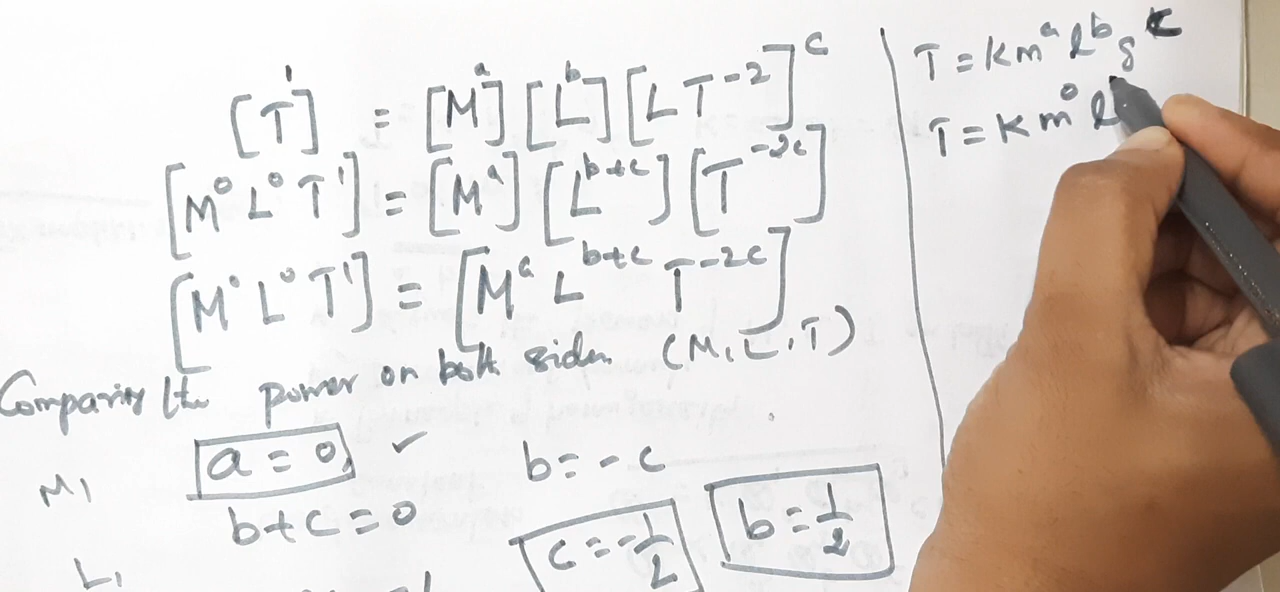 [T¹] = [Mᵃ] [Lᵇ] [L T⁻²]ᶜ
[M⁰ L⁰ T¹] = [Mᵃ] [Lᵇ⁺ᶜ] [T⁻²ᶜ]
[M⁰ L⁰ T¹] = [Mᵃ Lᵇ⁺ᶜ T⁻²ᶜ]
Comparing the power on both sides (M, L, T)
M, a = 0, ✓ b = -c
b + c = 0
L, c = -1/2 b = 1/2
T = K mᵃ lᵇ gᶜ
T = K m⁰ l